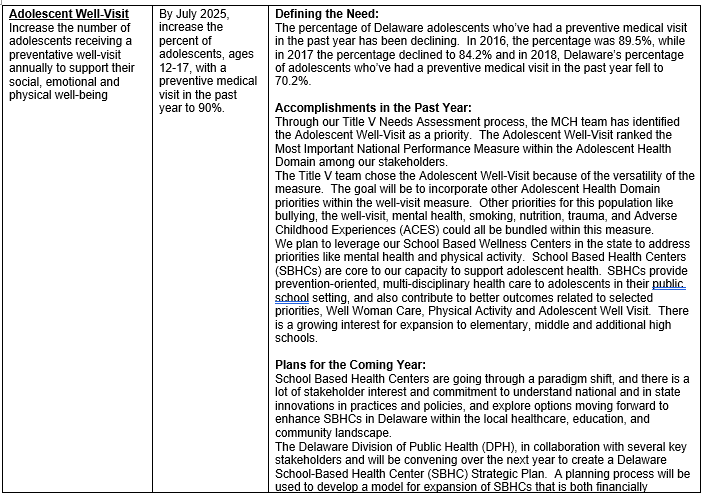 Adolescent Well-Visit
Increase the number of
adolescents receiving a
preventative well-visit
annually to support their
social, emotional and
physical well-being
By July 2025,
increase the
percent of
adolescents, ages
12-17, with a
preventive medical
visit in the past
year to 90%.
Defining the Need:
The percentage of Delaware adolescents who've had a preventive medical visit
in the past year has been declining. In 2016, the percentage was 89.5%, while
in 2017 the percentage declined to 84.2% and in 2018, Delaware's percentage
of adolescents who've had a preventive medical visit in the past year fell to
70.2%.
Accomplishments in the Past Year:
Through our Title V Needs Assessment process, the MCH team has identified
the Adolescent Well-Visit as a priority. The Adolescent Well-Visit ranked the
Most Important National Performance Measure within the Adolescent Health
Domain among our stakeholders.
The Title V team chose the Adolescent Well-Visit because of the versatility of the
measure. The goal will be to incorporate other Adolescent Health Domain
priorities within the well-visit measure. Other priorities for this population like
bullying, the well-visit, mental health, smoking, nutrition, trauma, and Adverse
Childhood Experiences (ACES) could all be bundled within this measure.
We plan to leverage our School Based Wellness Centers in the state to address
priorities like mental health and physical activity. School Based Health Centers
(SBHCs) are core to our capacity to support adolescent health. SBHCs provide
prevention-oriented, multi-disciplinary health care to adolescents in their public
school setting, and also contribute to better outcomes related to selected
priorities, Well Woman Care, Physical Activity and Adolescent Well Visit. There
is a growing interest for expansion to elementary, middle and additional high
schools.
Plans for the Coming Year:
School Based Health Centers are going through a paradigm shift, and there is a
lot of stakeholder interest and commitment to understand national and in state
innovations in practices and policies, and explore options moving forward to
enhance SBHCs in Delaware within the local healthcare, education, and
community landscape.
The Delaware Division of Public Health (DPH), in collaboration with several key
stakeholders and will be convening over the next year to create a Delaware
School-Based Health Center (SBHC) Strategic Plan. A planning process will be
used to develop a model for expansion of SBHCs that is both financially